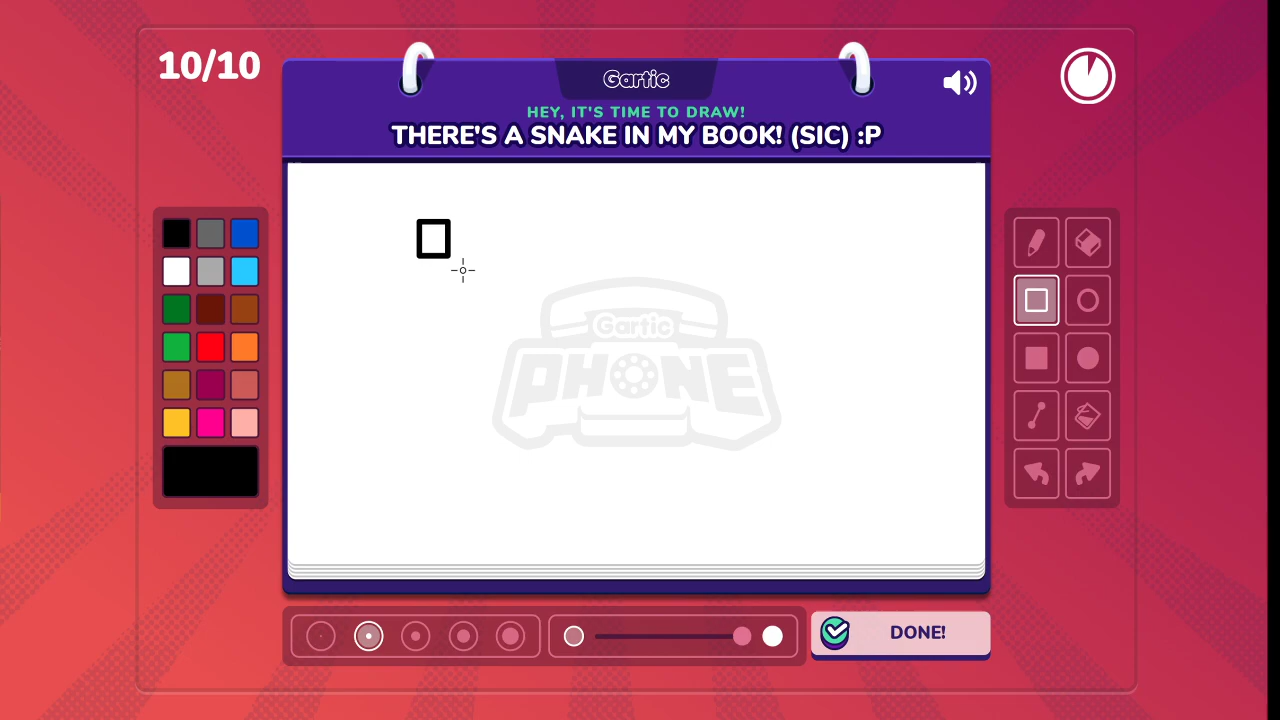 10/10
Gartic
HEY, IT'S TIME TO DRAW!
THERE'S A SNAKE IN MY BOOK! (SIC) :P
Gartic
PHONE
DONE!